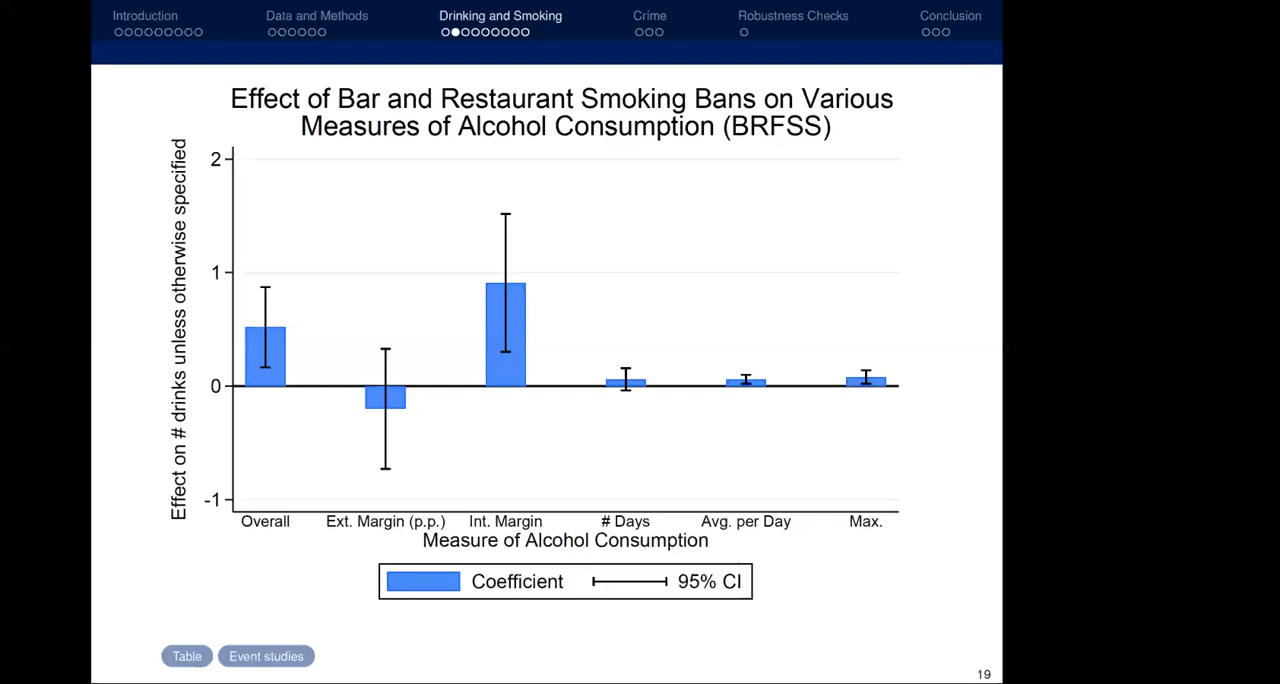 Introduction
Data and Methods
Drinking and Smoking
Crime
Robustness Checks
Conclusion
Effect of Bar and Restaurant Smoking Bans on Various
Measures of Alcohol Consumption (BRFSS)
Effect on # drinks unless otherwise specified
2
1
0
-1
Overall
Ext. Margin (p.p.)
Int. Margin
# Days
Avg. per Day
Max.
Measure of Alcohol Consumption
Coefficient
95% CI
Table
Event studies
19